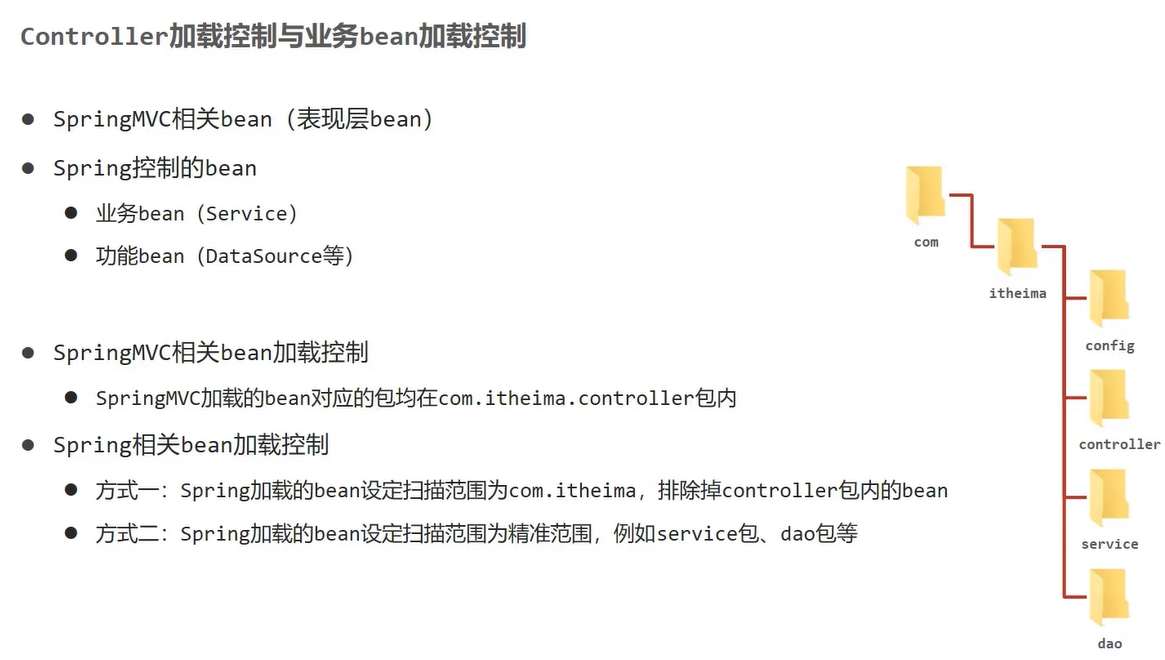 Controller加载控制与业务bean加载控制
SpringMVC相关bean（表现层bean）
Spring控制的bean
业务bean（Service）
功能bean（DataSource等）
SpringMVC相关bean加载控制
SpringMVC加载的bean对应的包均在com.itheima.controller包内
Spring相关bean加载控制
方式一：Spring加载的bean设定扫描范围为com.itheima，排除掉controller包内的bean
方式二：Spring加载的bean设定扫描范围为精准范围，例如service包、dao包等
com
itheima
config
controller
service
dao